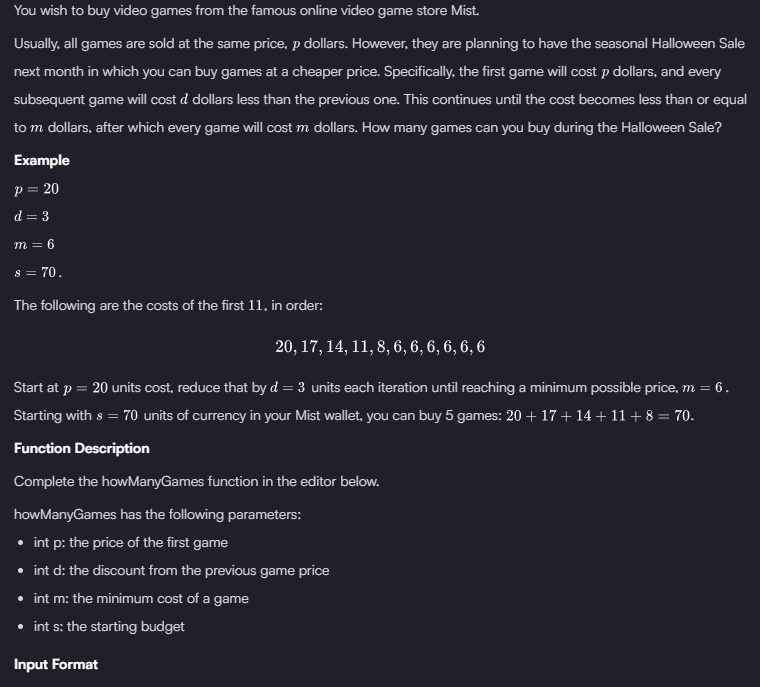 You wish to buy video games from the famous online video game store Mist.
Usually, all games are sold at the same price, p dollars. However, they are planning to have the seasonal Halloween Sale
next month in which you can buy games at a cheaper price. Specifically, the first game will cost p dollars, and every
subsequent game will cost d dollars less than the previous one. This continues until the cost becomes less than or equal
to m dollars, after which every game will cost m dollars. How many games can you buy during the Halloween Sale?
Example
p = 20
d = 3
m = 6
s = 70.
The following are the costs of the first 11, in order:
20, 17, 14, 11, 8, 6, 6, 6, 6, 6, 6
Start at p = 20 units cost, reduce that by d = 3 units each iteration until reaching a minimum possible price, m = 6.
Starting with s = 70 units of currency in your Mist wallet, you can buy 5 games: 20 + 17 + 14 + 11 + 8 = 70.
Function Description
Complete the howManyGames function in the editor below.
howManyGames has the following parameters:
• int p: the price of the first game
• int d: the discount from the previous game price
• int m: the minimum cost of a game
• int s: the starting budget
Input Format